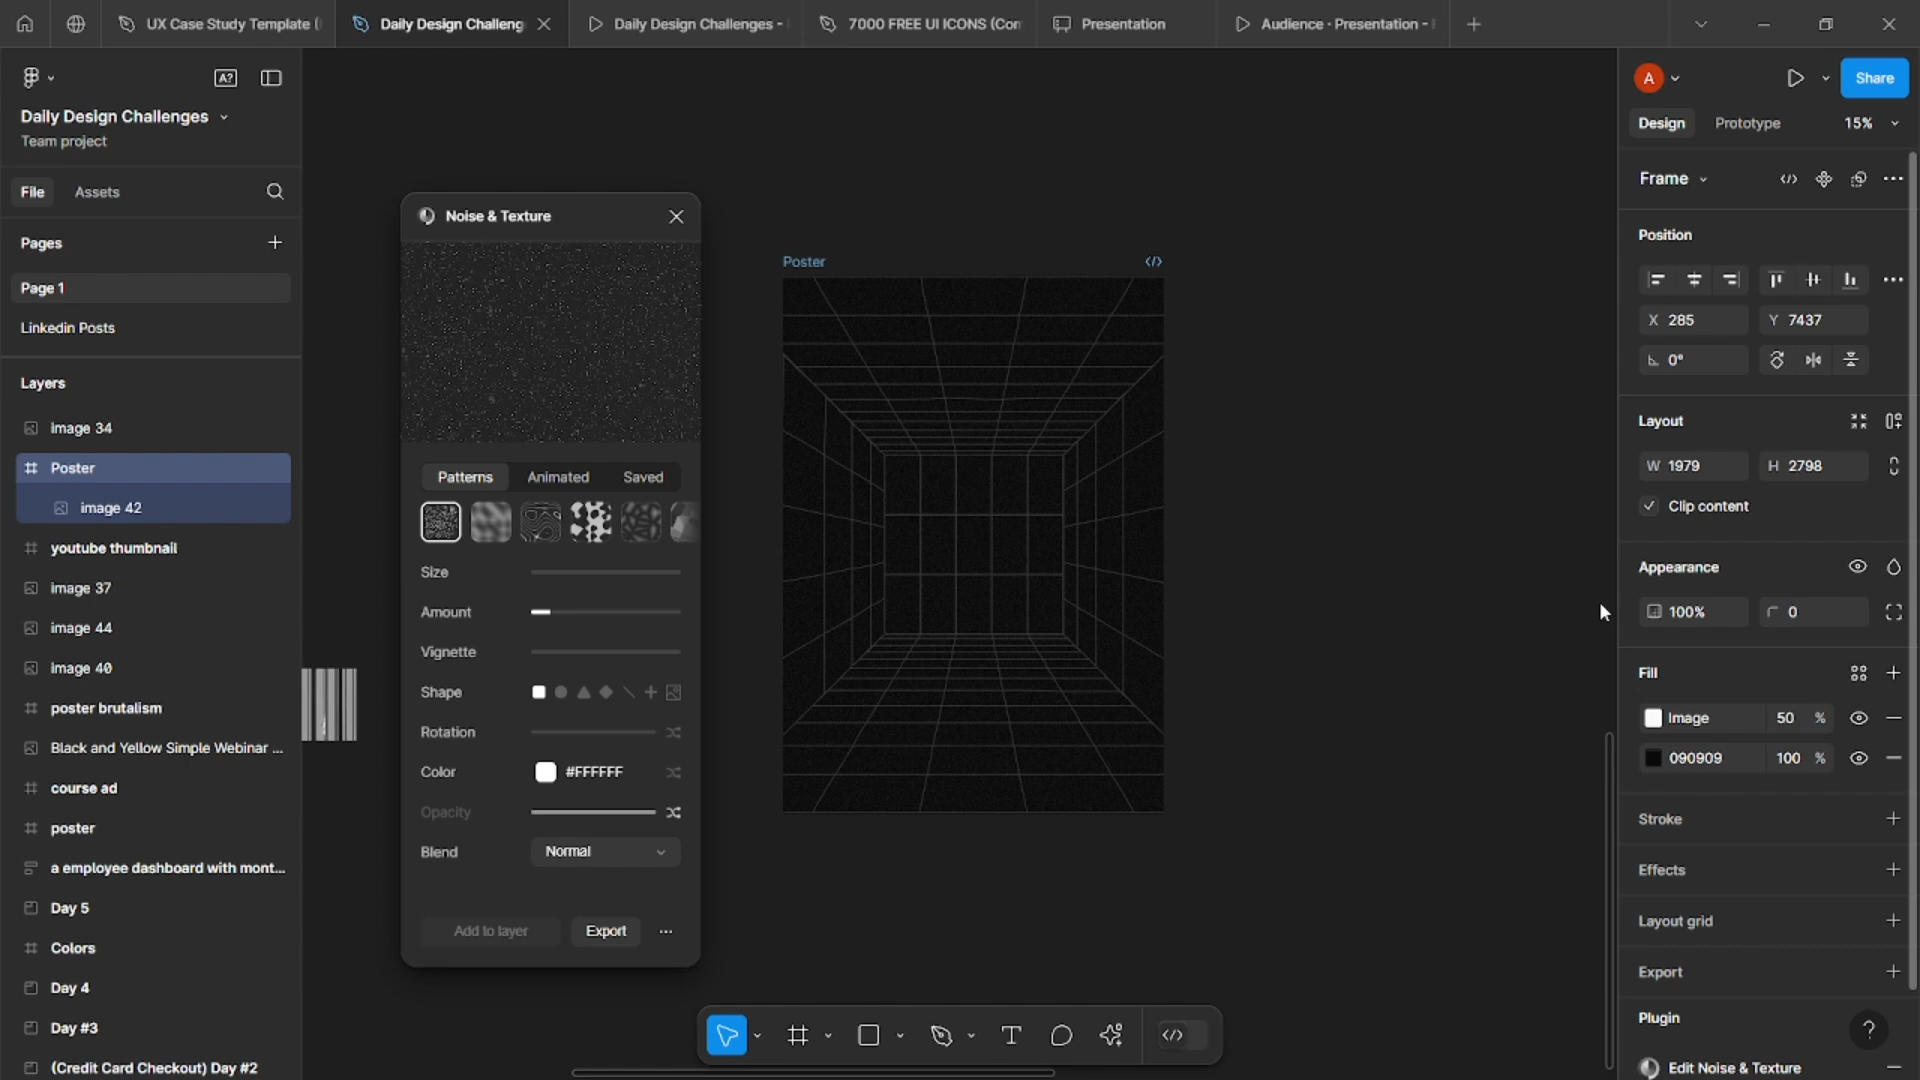 UX Case Study Template (
Daily Design Challeng
Daily Design Challenges -
7000 FREE UI ICONS (Con
Presentation
Audience · Presentation -
A?
Daily Design Challenges
Team project
File
Assets
Pages
Page 1
Linkedin Posts
Layers
image 34
Poster
image 42
youtube thumbnail
image 37
image 44
image 40
poster brutalism
Black and Yellow Simple Webinar ...
course ad
poster
a employee dashboard with mont...
Day 5
Colors
Day 4
Day #3
(Credit Card Checkout) Day #2
Noise & Texture
Patterns
Animated
Saved
Size
Amount
Vignette
Shape
Rotation
Color
#FFFFFF
Opacity
Blend
Normal
Add to layer
Export
Poster
A
Share
Design
Prototype
15%
Frame
Position
X 285
Y 7437
0°
Layout
W 1979
H 2798
Clip content
Appearance
100%
0
Fill
Image 50 %
090909 100 %
Stroke
Effects
Layout grid
Export
Plugin
?
Edit Noise & Texture